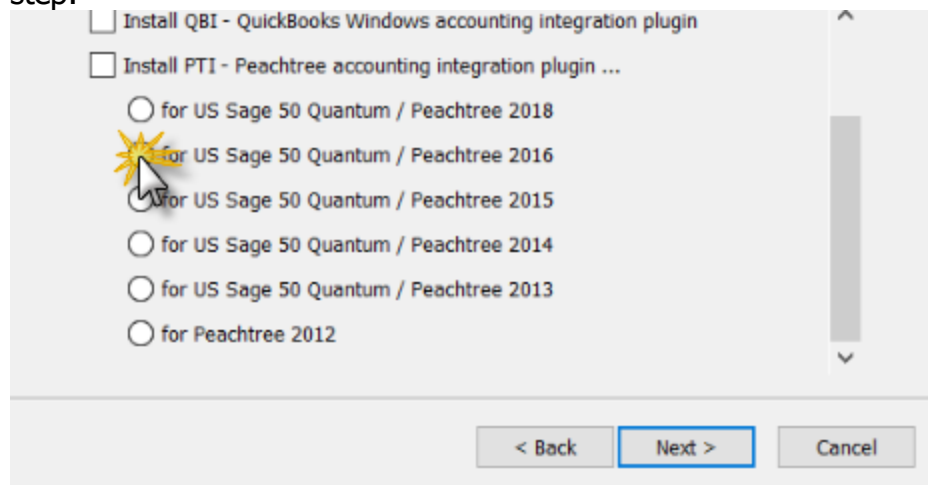 step.
Install QBI - QuickBooks Windows accounting integration plugin
Install PTI - Peachtree accounting integration plugin ...
for US Sage 50 Quantum / Peachtree 2018
for US Sage 50 Quantum / Peachtree 2016
for US Sage 50 Quantum / Peachtree 2015
for US Sage 50 Quantum / Peachtree 2014
for US Sage 50 Quantum / Peachtree 2013
for Peachtree 2012
< Back Next > Cancel